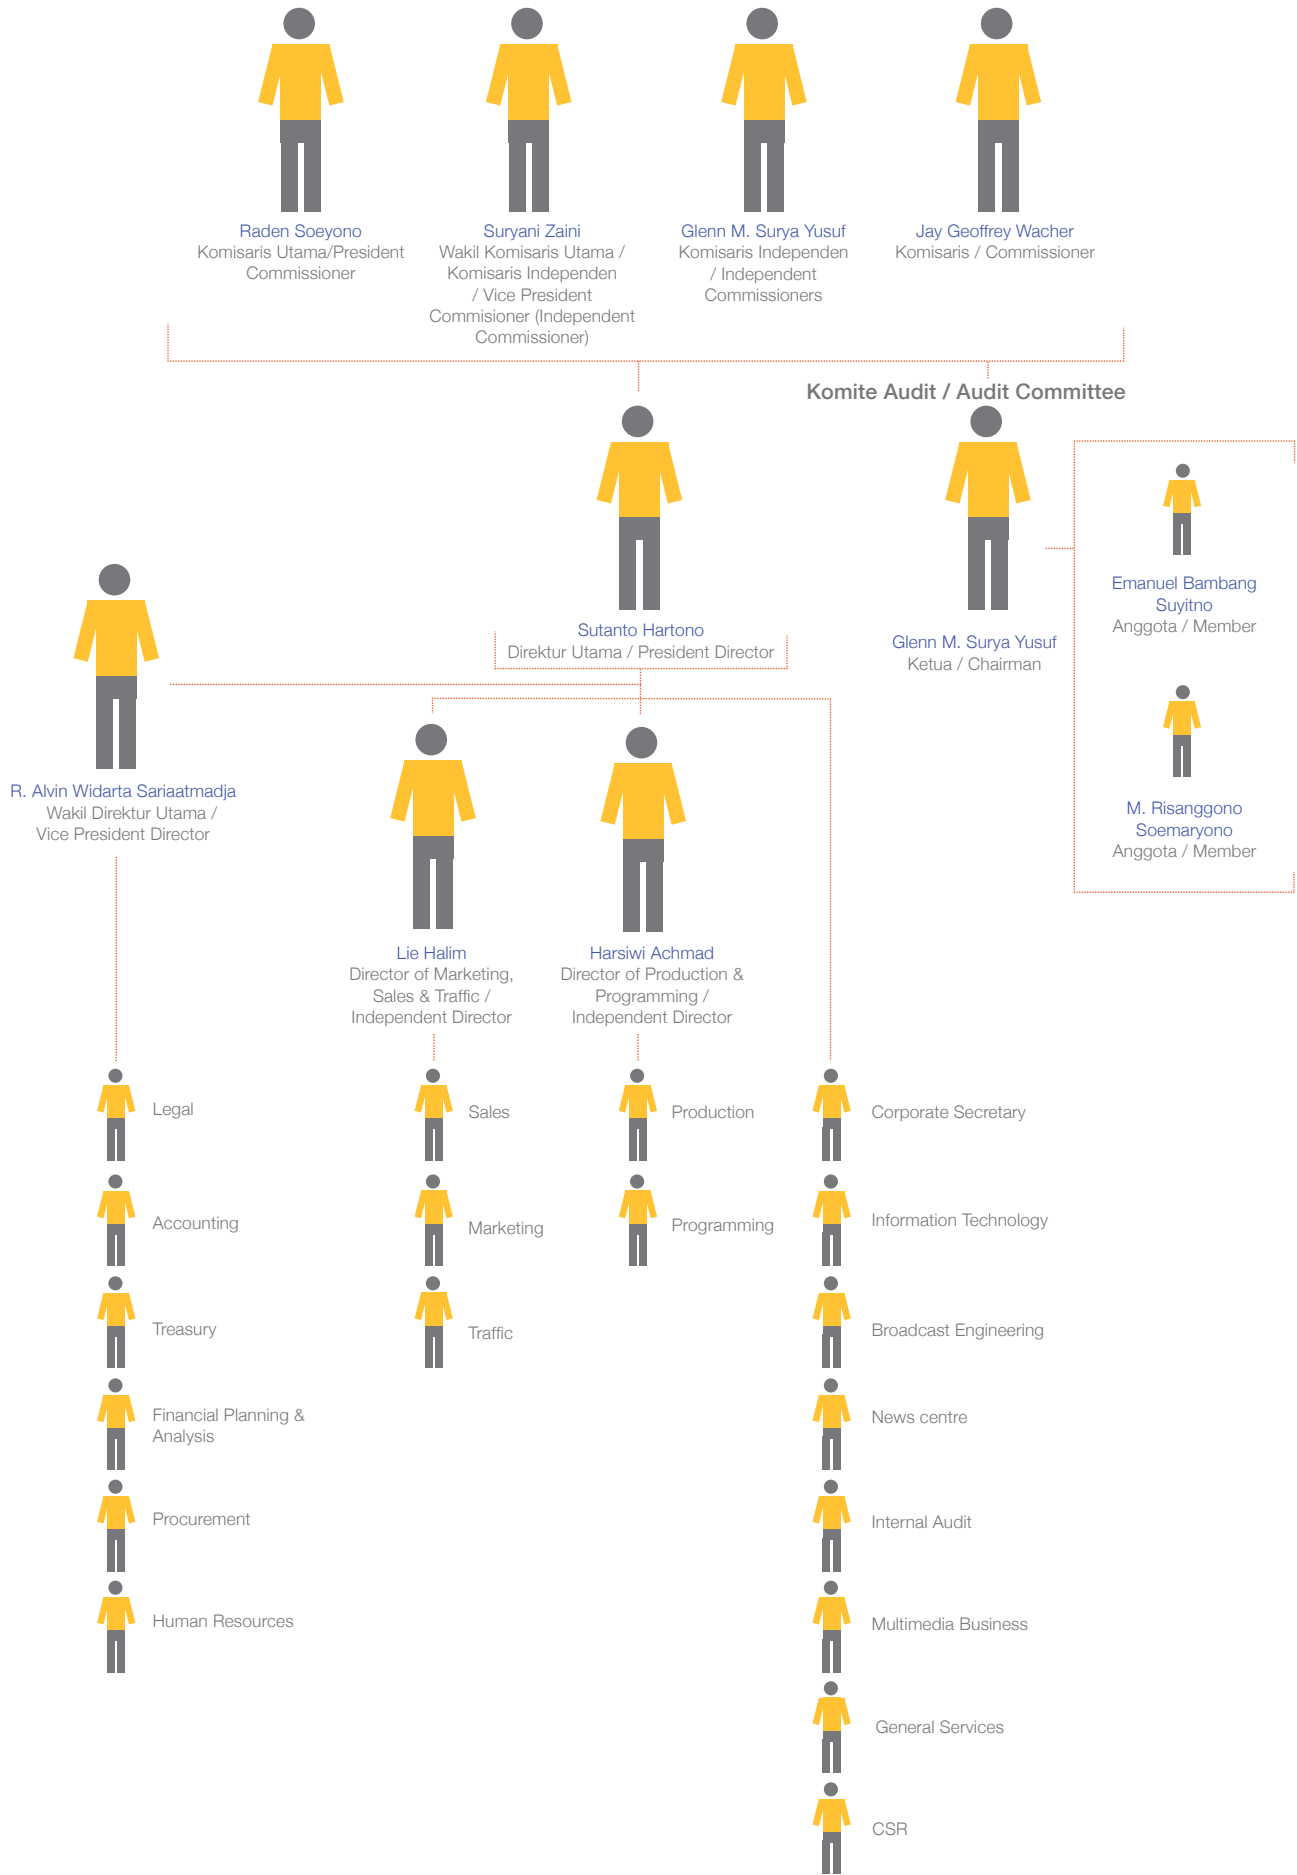 Raden Soeyono
Komisaris Utama/President
Commissioner
Suryani Zaini
Wakil Komisaris Utama /
Komisaris Independen
/ Vice President
Commisioner (Independent
Commissioner)
Glenn M. Surya Yusuf
Komisaris Independen
/ Independent
Commissioners
Jay Geoffrey Wacher
Komisaris / Commissioner
Komite Audit / Audit Committee
Sutanto Hartono
Direktur Utama / President Director
Glenn M. Surya Yusuf
Ketua / Chairman
Emanuel Bambang
Suyitno
Anggota / Member
M. Risanggono
Soemaryono
Anggota / Member
R. Alvin Widarta Sariaatmadja
Wakil Direktur Utama /
Vice President Director
Lie Halim
Director of Marketing,
Sales & Traffic /
Independent Director
Harsiwi Achmad
Director of Production &
Programming /
Independent Director
Legal
Accounting
Treasury
Financial Planning &
Analysis
Procurement
Human Resources
Sales
Marketing
Traffic
Production
Programming
Corporate Secretary
Information Technology
Broadcast Engineering
News centre
Internal Audit
Multimedia Business
General Services
CSR